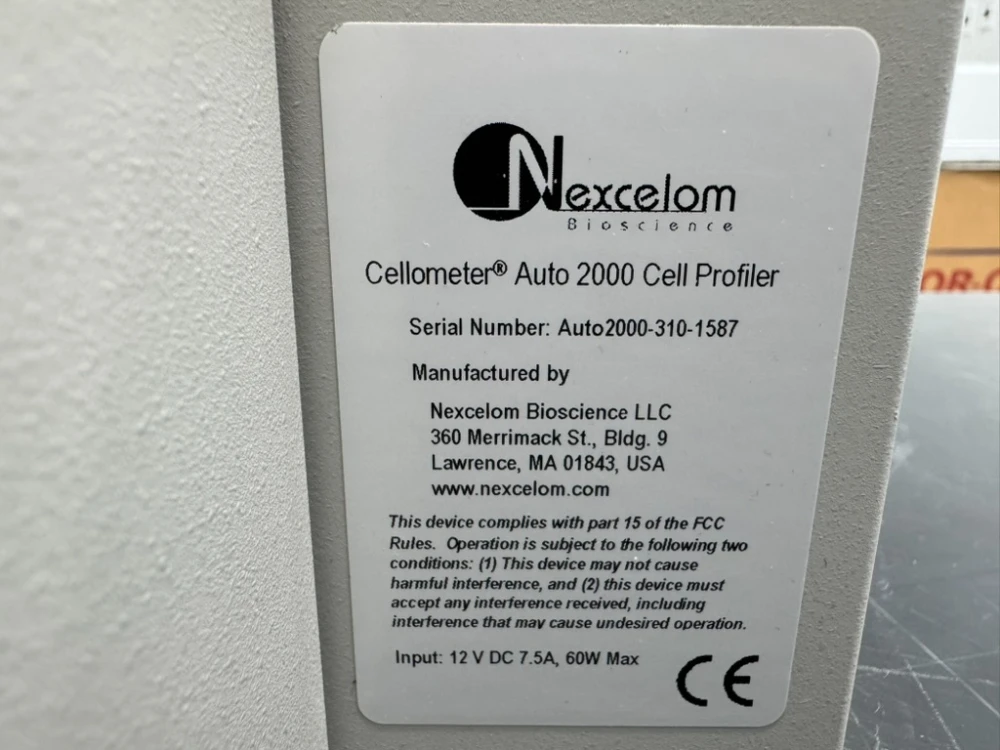 Nexcelom
Bioscience
Cellometer® Auto 2000 Cell Profiler
Serial Number: Auto2000-310-1587
Manufactured by
Nexcelom Bioscience LLC
360 Merrimack St., Bldg. 9
Lawrence, MA 01843, USA
www.nexcelom.com
This device complies with part 15 of the FCC
Rules. Operation is subject to the following two
conditions: (1) This device may not cause
harmful interference, and (2) this device must
accept any interference received, including
interference that may cause undesired operation.
Input: 12 V DC 7.5A, 60W Max
CE